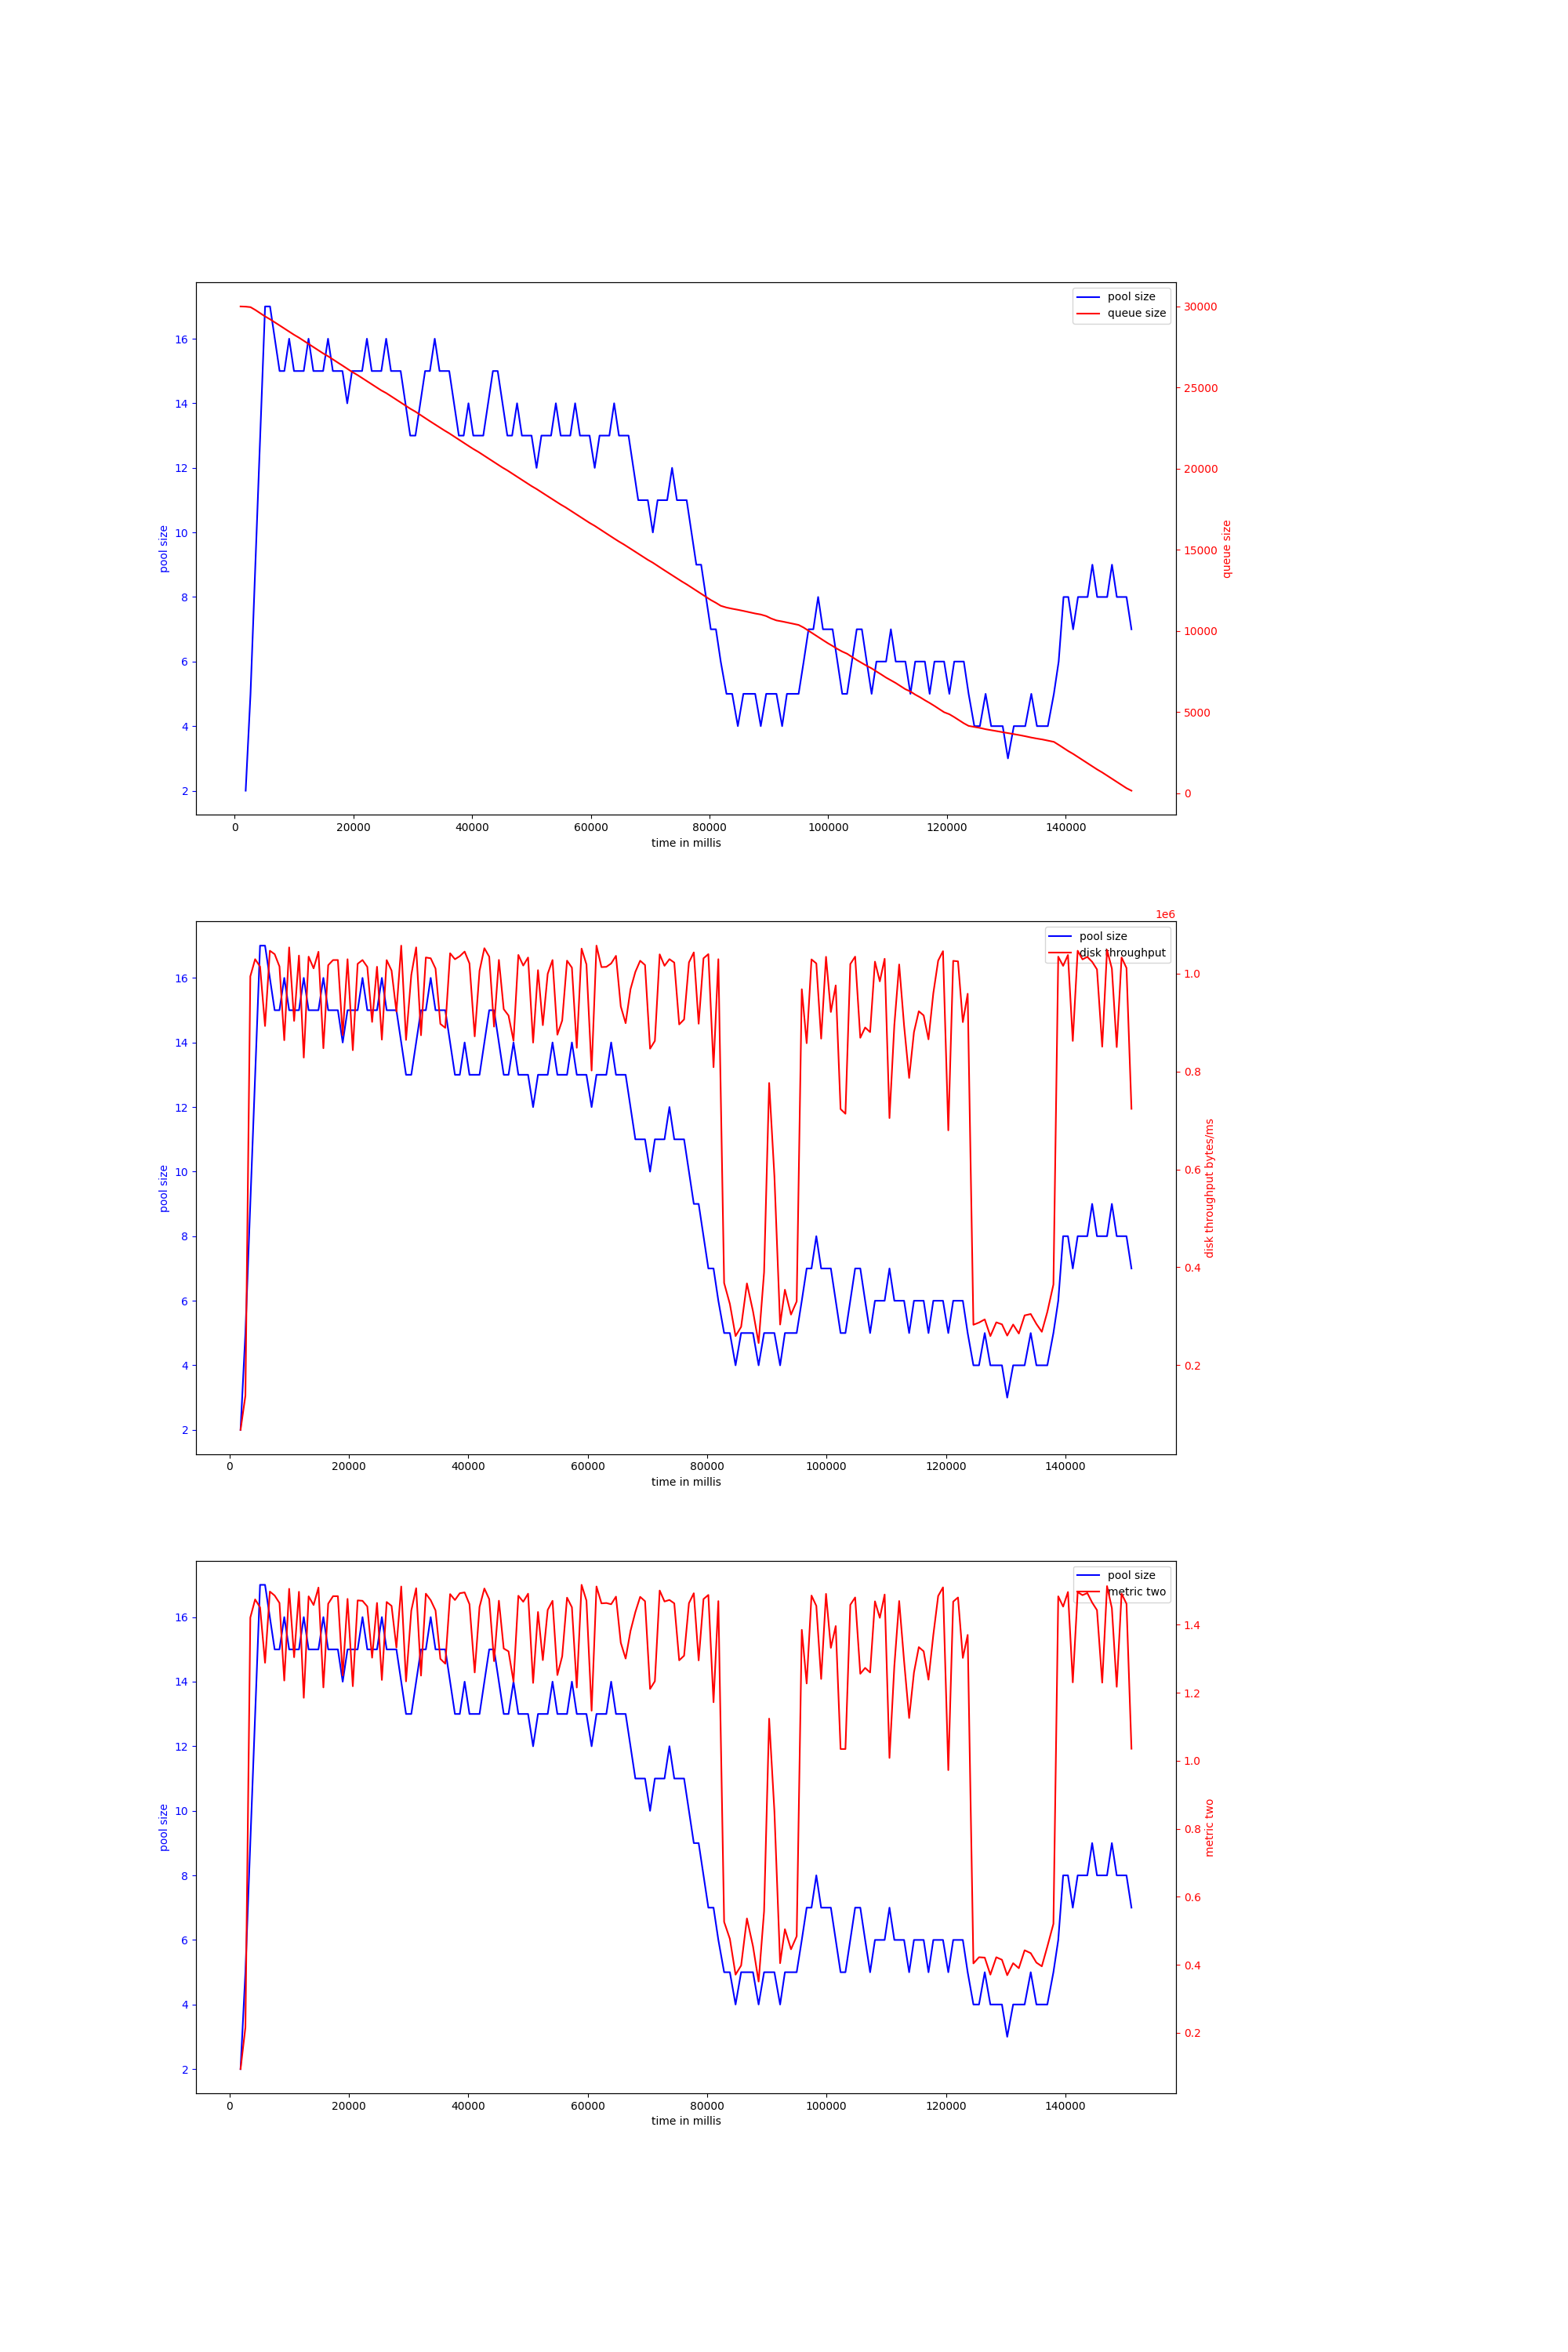 pool size
queue size
16
14
12
10
8
6
4
2
pool size
30000
25000
20000
15000
10000
5000
0
queue size
0 20000 40000 60000 80000 100000 120000 140000
time in millis
1e6
pool size
disk throughput
16
14
12
10
8
6
4
2
pool size
1.0
0.8
0.6
0.4
0.2
disk throughput bytes/ms
0 20000 40000 60000 80000 100000 120000 140000
time in millis
pool size
metric two
16
14
12
10
8
6
4
2
pool size
1.4
1.2
1.0
0.8
0.6
0.4
0.2
metric two
0 20000 40000 60000 80000 100000 120000 140000
time in millis